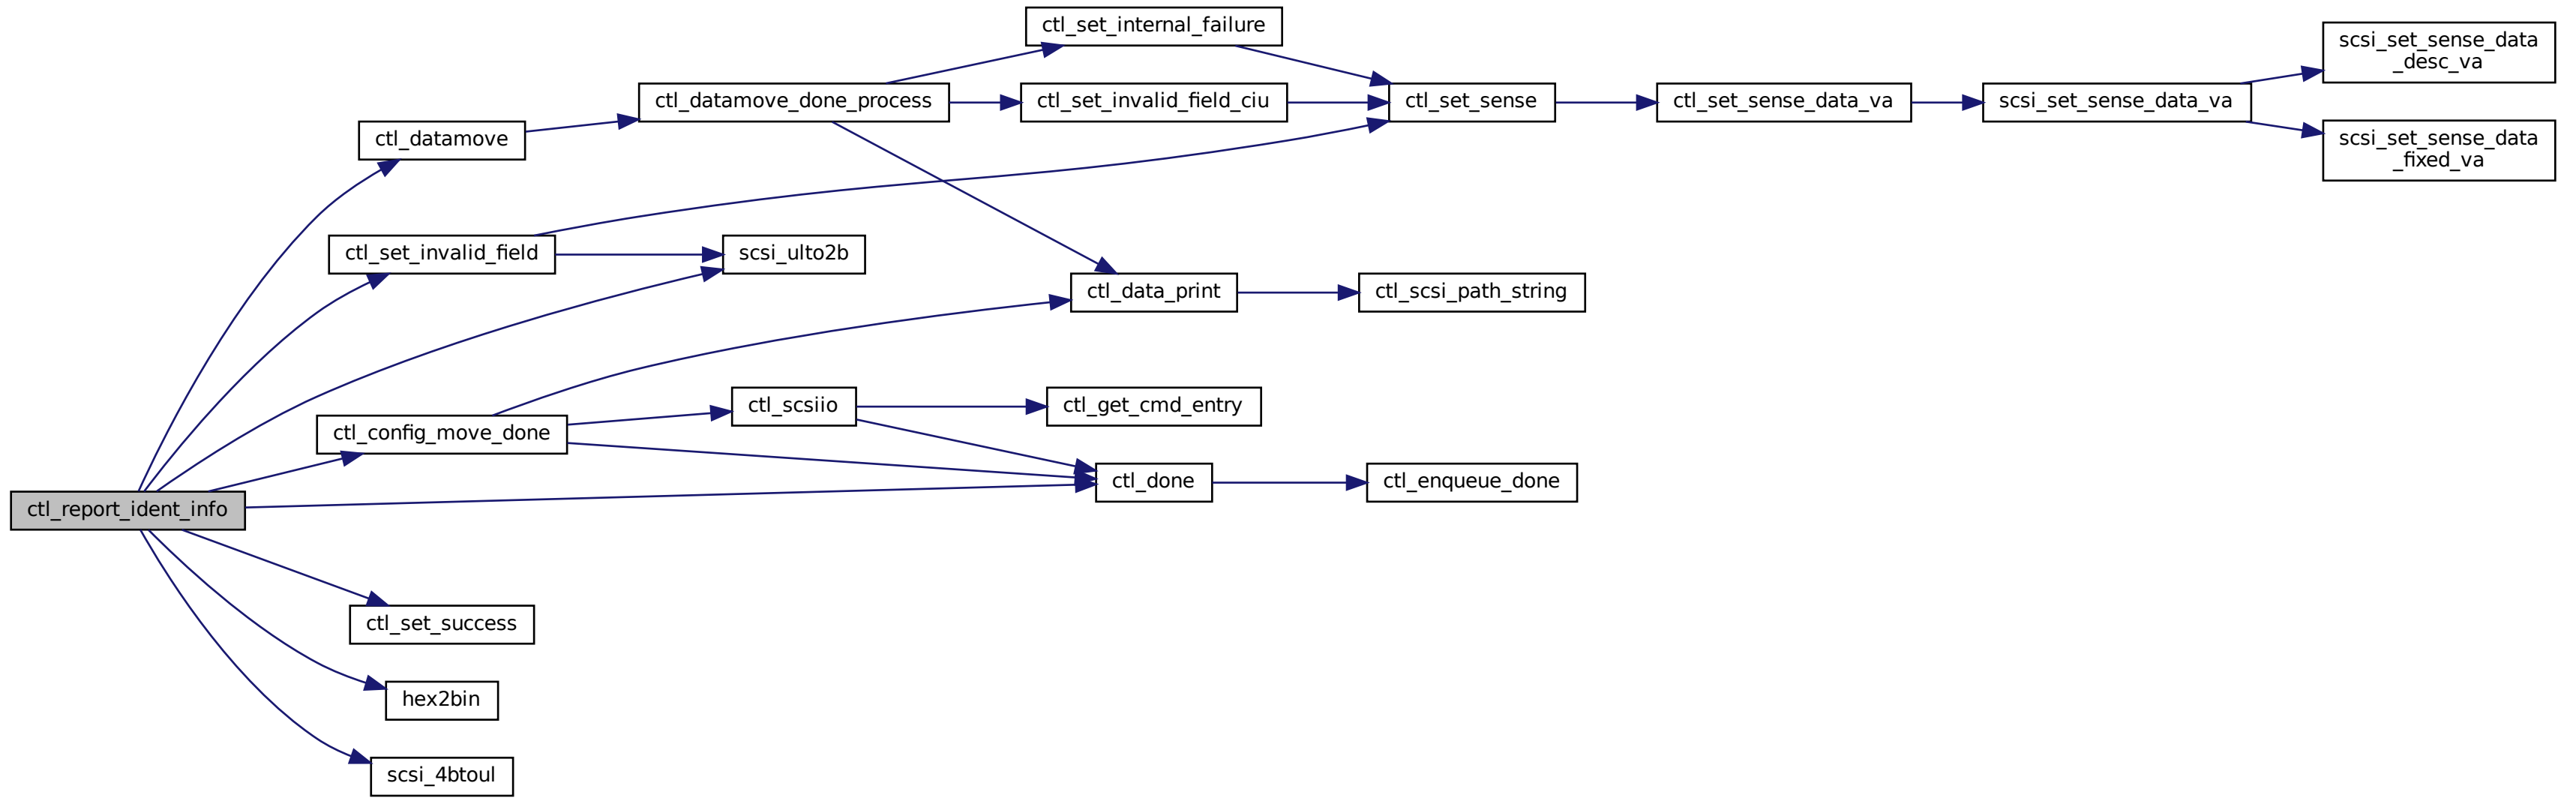 ctl_set_internal_failure
scsi_set_sense_data
_desc_va
ctl_datamove_done_process
ctl_set_invalid_field_ciu
ctl_set_sense
ctl_set_sense_data_va
scsi_set_sense_data_va
ctl_datamove
scsi_set_sense_data
_fixed_va
ctl_set_invalid_field
scsi_ulto2b
ctl_data_print
ctl_scsi_path_string
ctl_scsiio
ctl_get_cmd_entry
ctl_config_move_done
ctl_done
ctl_enqueue_done
ctl_report_ident_info
ctl_set_success
hex2bin
scsi_4btoul